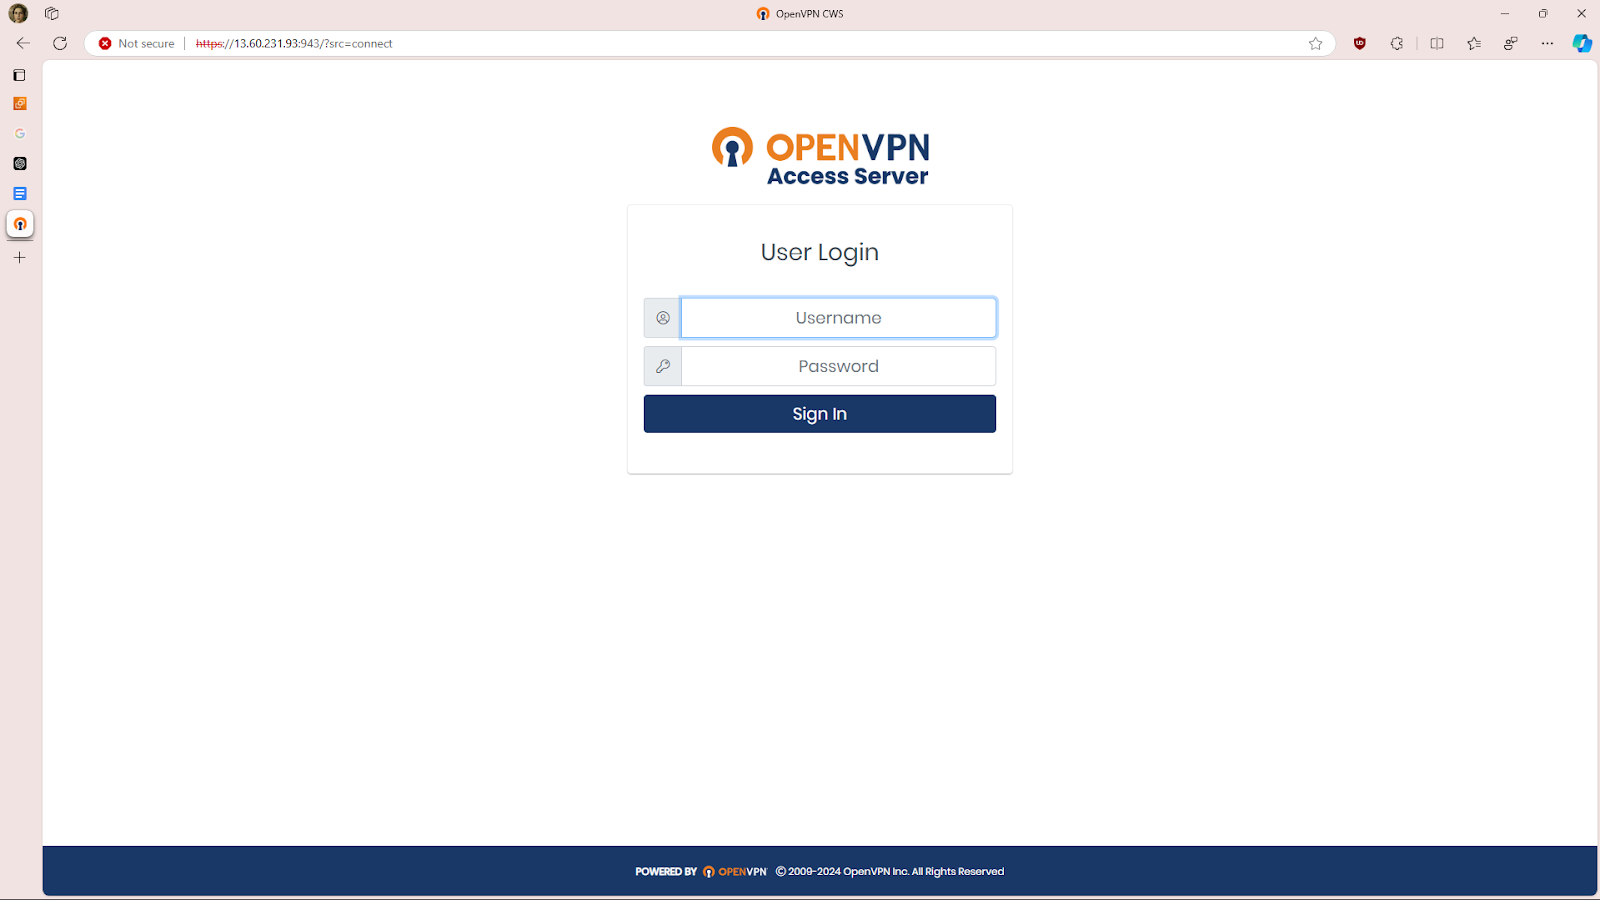 OpenVPN CWS
Not secure
https://13.60.231.93:943/?src=connect
OPENVPN
Access Server
User Login
Username
Password
Sign In
POWERED BY OPENVPN © 2009-2024 OpenVPN Inc. All Rights Reserved